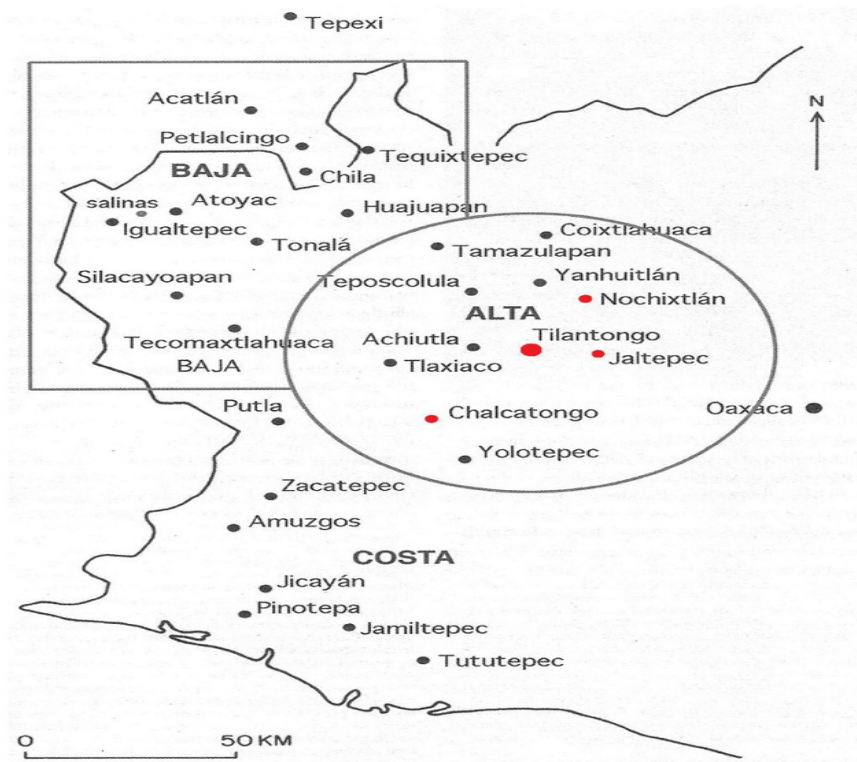 Tepexi
Acatlán
N
Petlalcingo
Tequixtepec
BAJA
Chila
salinas
Atoyac
Huajuapan
Igualtepec
Coixtlahuaca
Tonalá
Tamazulapan
Silacayoapan
Teposcolula
Yanhuitlán
Nochixtlán
ALTA
Tecomaxtlahuaca
Achiutla
Tilantongo
BAJA
Tlaxiaco
Jaltepec
Putla
Chalcatongo
Oaxaca
Yolotepec
Zacatepec
Amuzgos
COSTA
Jicayán
Pinotepa
Jamiltepec
Tututepec
0 50 KM